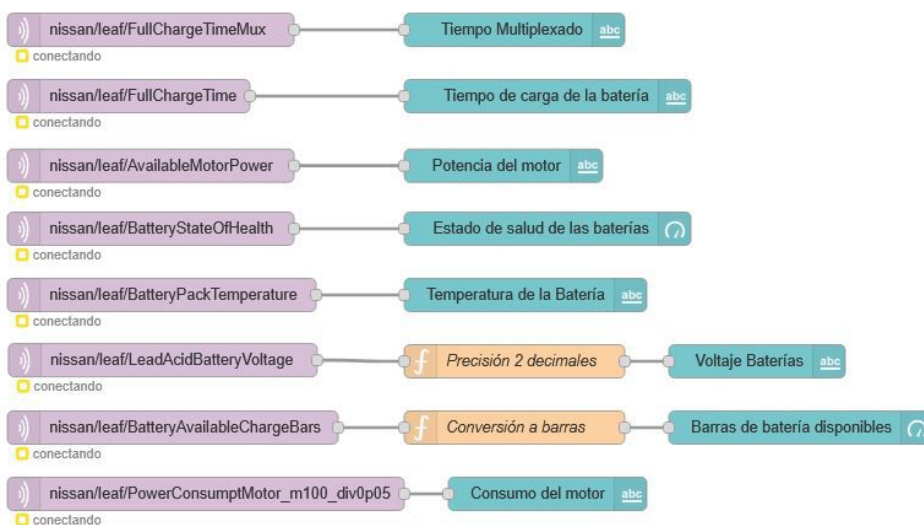 nissan/leaf/FullChargeTimeMux Tiempo Multiplexado abc
conectando
nissan/leaf/FullChargeTime Tiempo de carga de la batería abc
conectando
nissan/leaf/AvailableMotorPower Potencia del motor abc
conectando
nissan/leaf/BatteryStateOfHealth Estado de salud de las baterías
conectando
nissan/leaf/BatteryPackTemperature Temperatura de la Batería abc
conectando
nissan/leaf/LeadAcidBatteryVoltage f Precisión 2 decimales Voltaje Baterías abc
conectando
nissan/leaf/BatteryAvailableChargeBars f Conversión a barras Barras de batería disponibles
conectando
nissan/leaf/PowerConsumptMotor_m100_div0p05 Consumo del motor abc
conectando